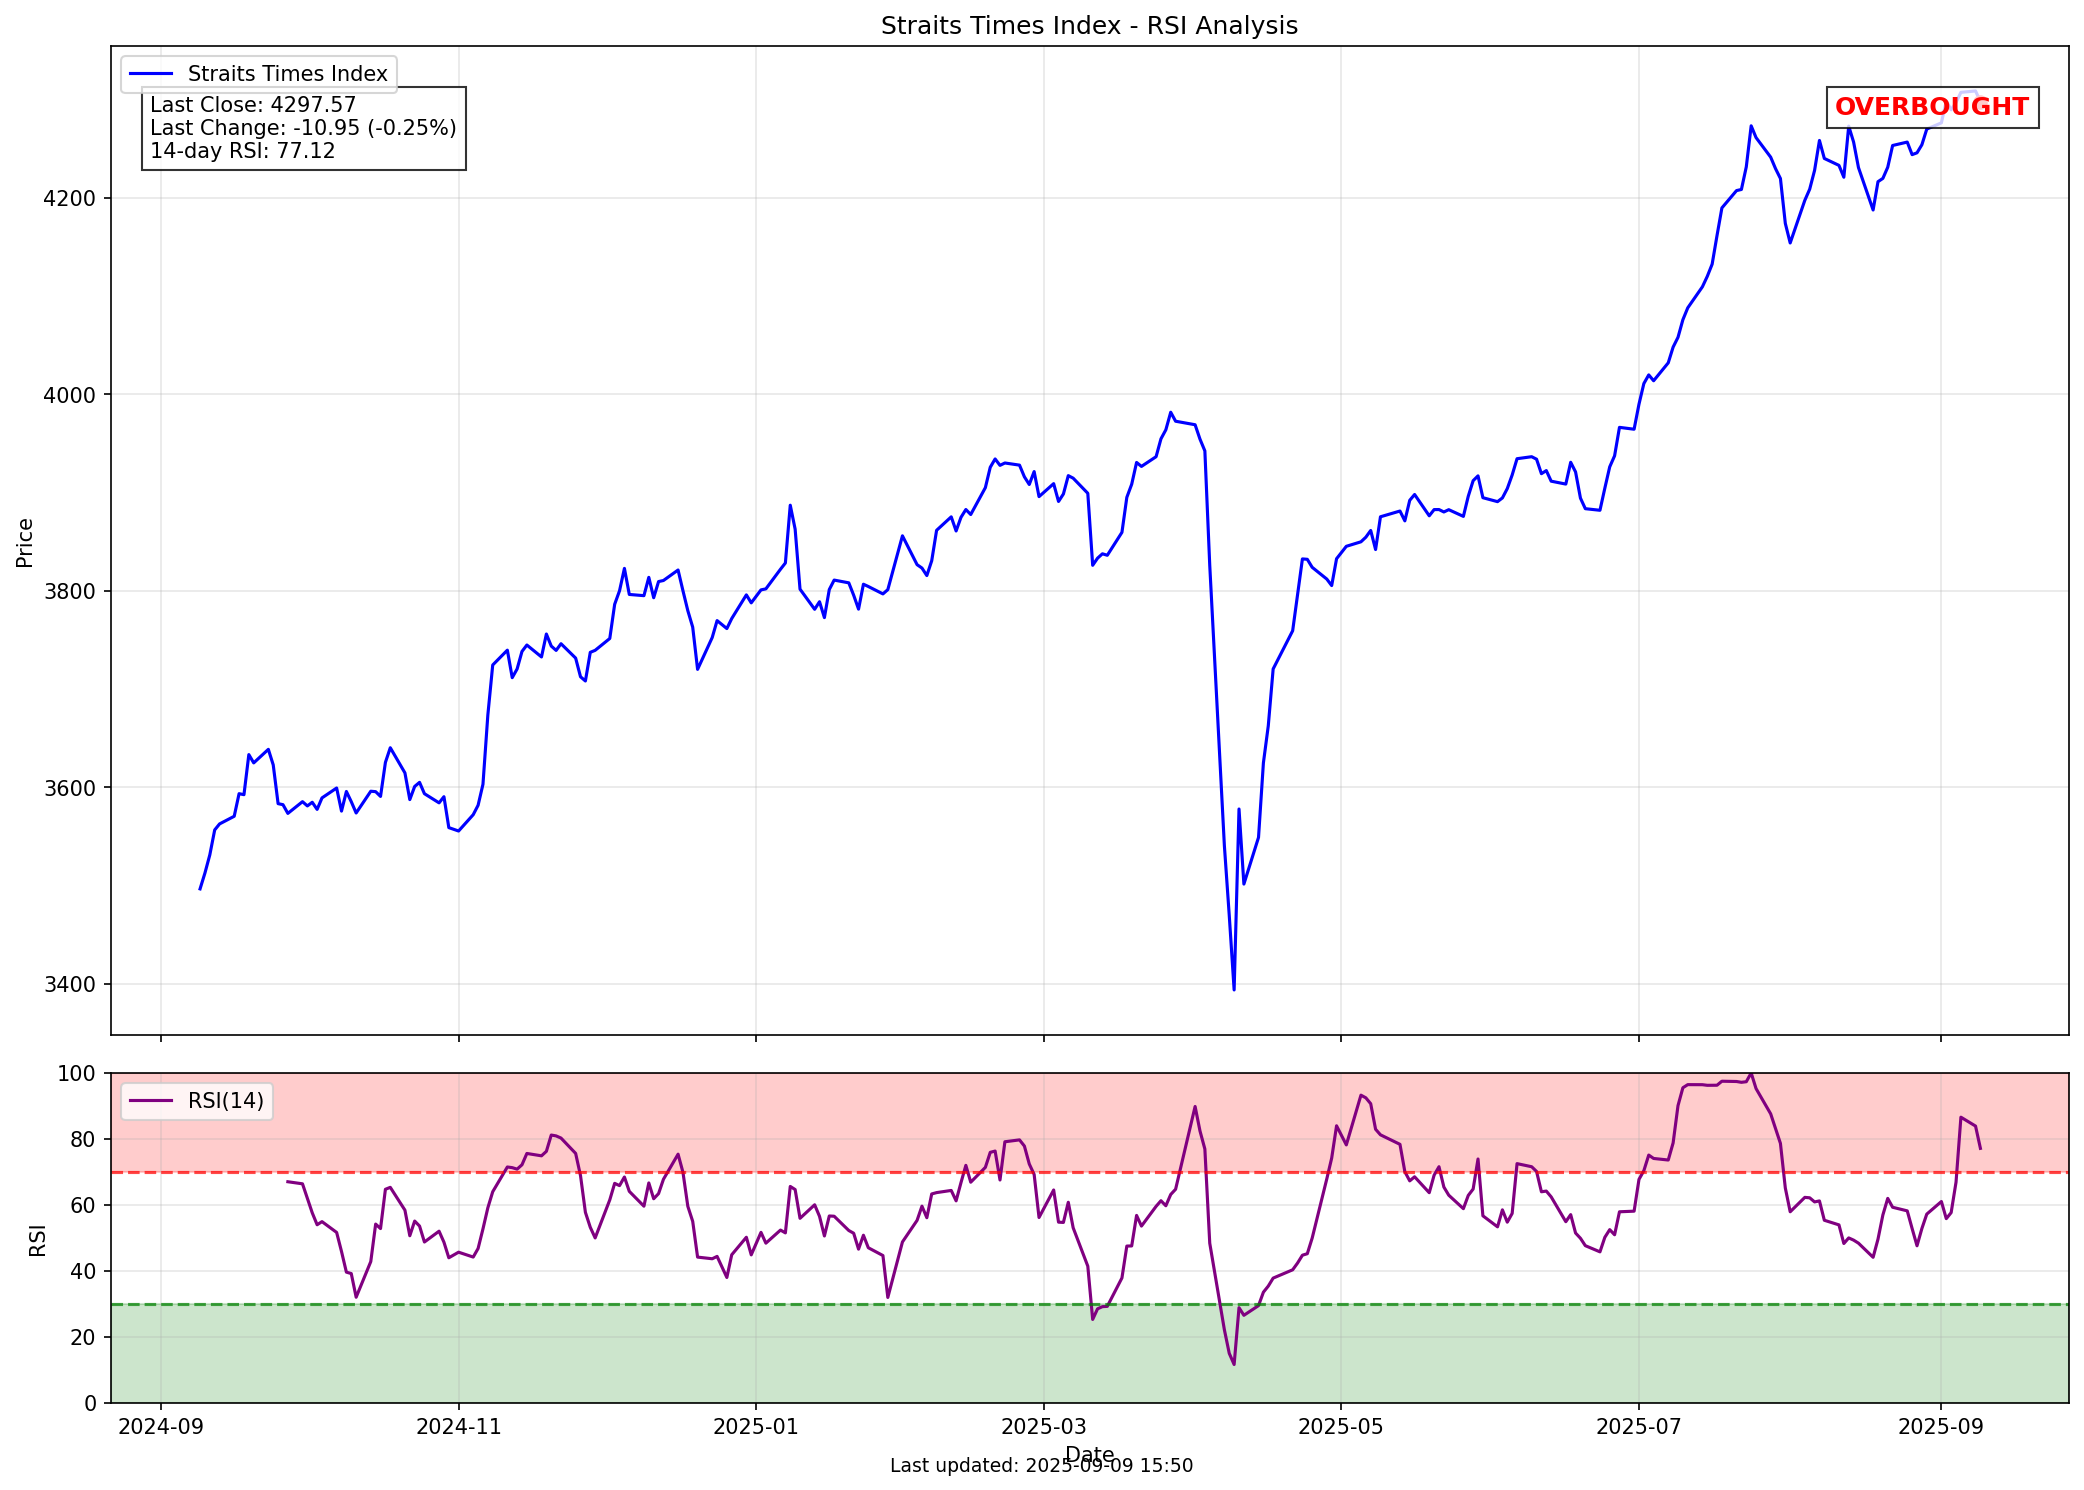 Straits Times Index - RSI Analysis
Straits Times Index
Last Close: 4297.57
Last Change: -10.95 (-0.25%)
14-day RSI: 77.12
OVERBOUGHT
Price
4200
4000
3800
3600
3400
RSI(14)
RSI
100
80
60
40
20
0
2024-09
2024-11
2025-01
2025-03
2025-05
2025-07
2025-09
Date
Last updated: 2025-09-09 15:50